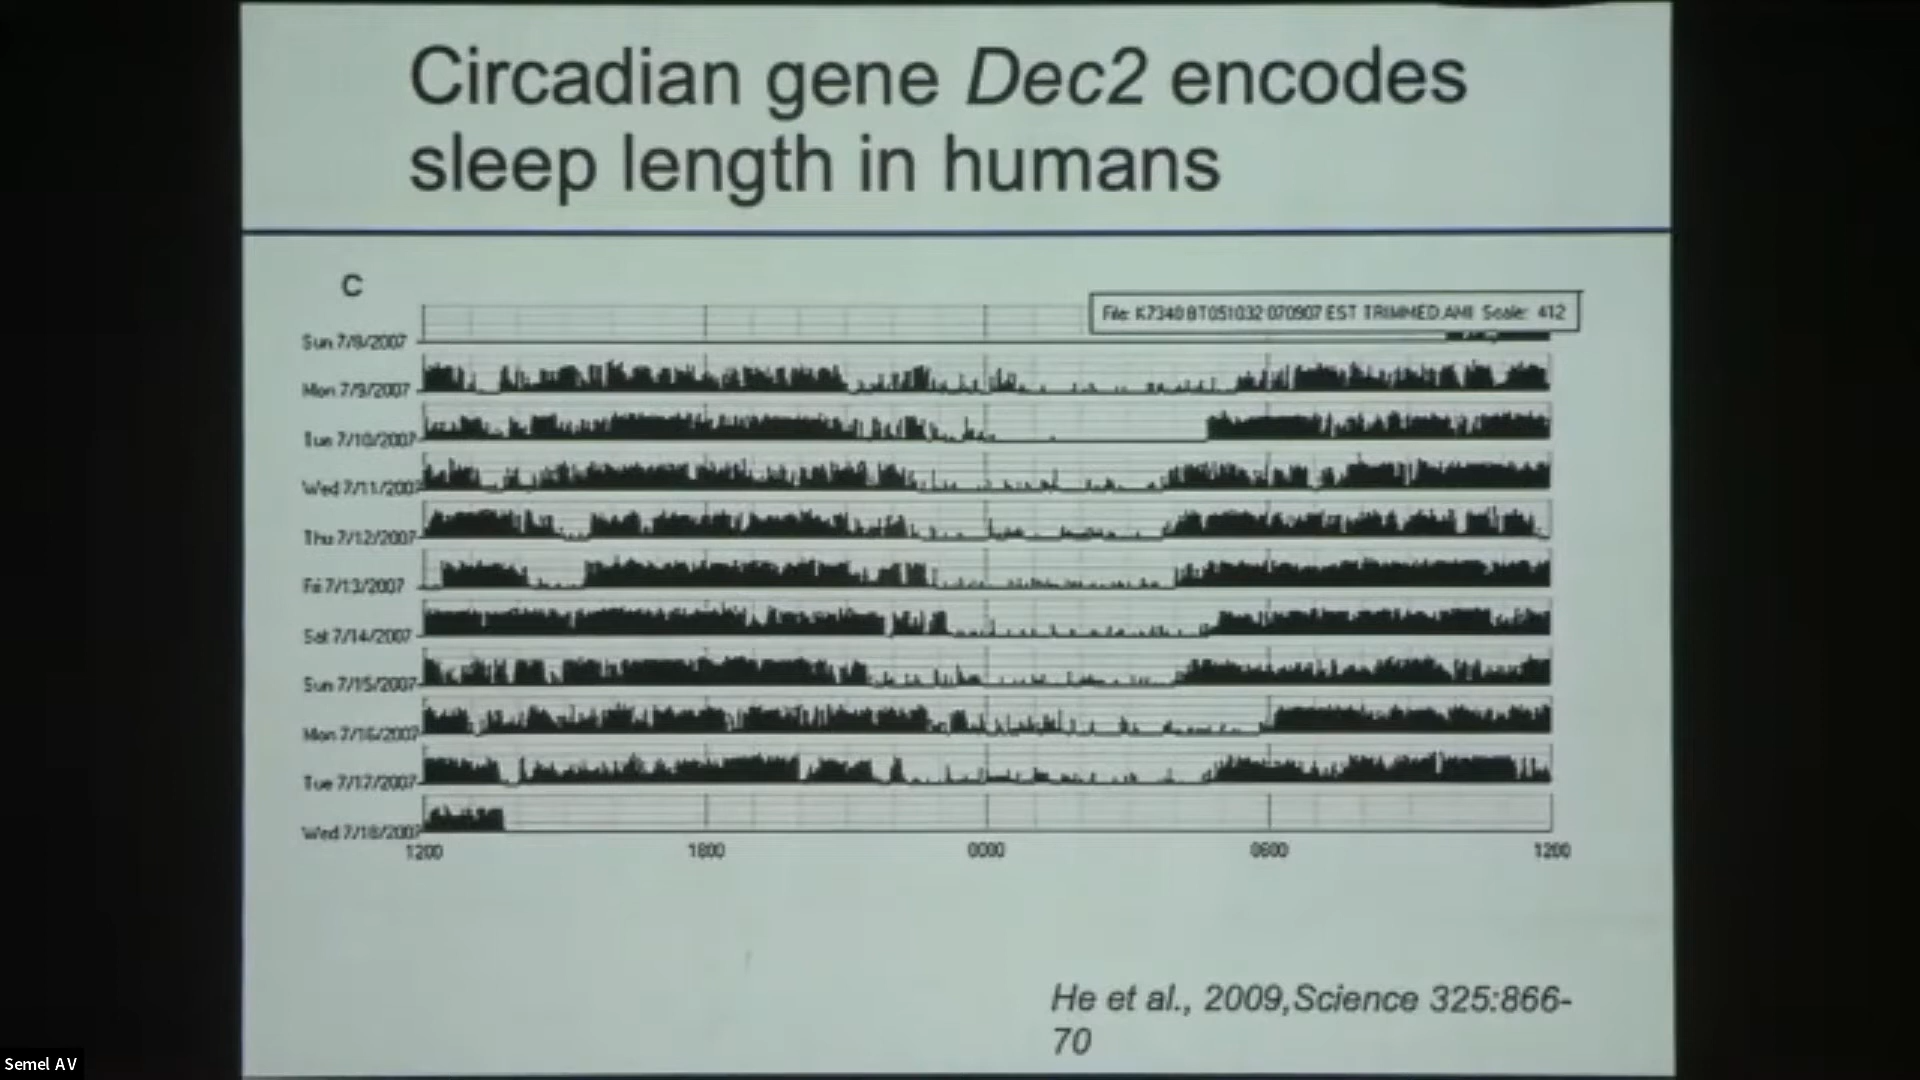 Circadian gene Dec2 encodes
sleep length in humans
C
File: K7340 BT051032 070907 EST TRIMMED.AWI Scale: 412
Sun 7/8/2007
Mon 7/9/2007
Tue 7/10/2007
Wed 7/11/2007
Thu 7/12/2007
Fri 7/13/2007
Sat 7/14/2007
Sun 7/15/2007
Mon 7/16/2007
Tue 7/17/2007
Wed 7/18/2007
1200 1800 0000 0600 1200
He et al., 2009,Science 325:866-
70
Semel AV